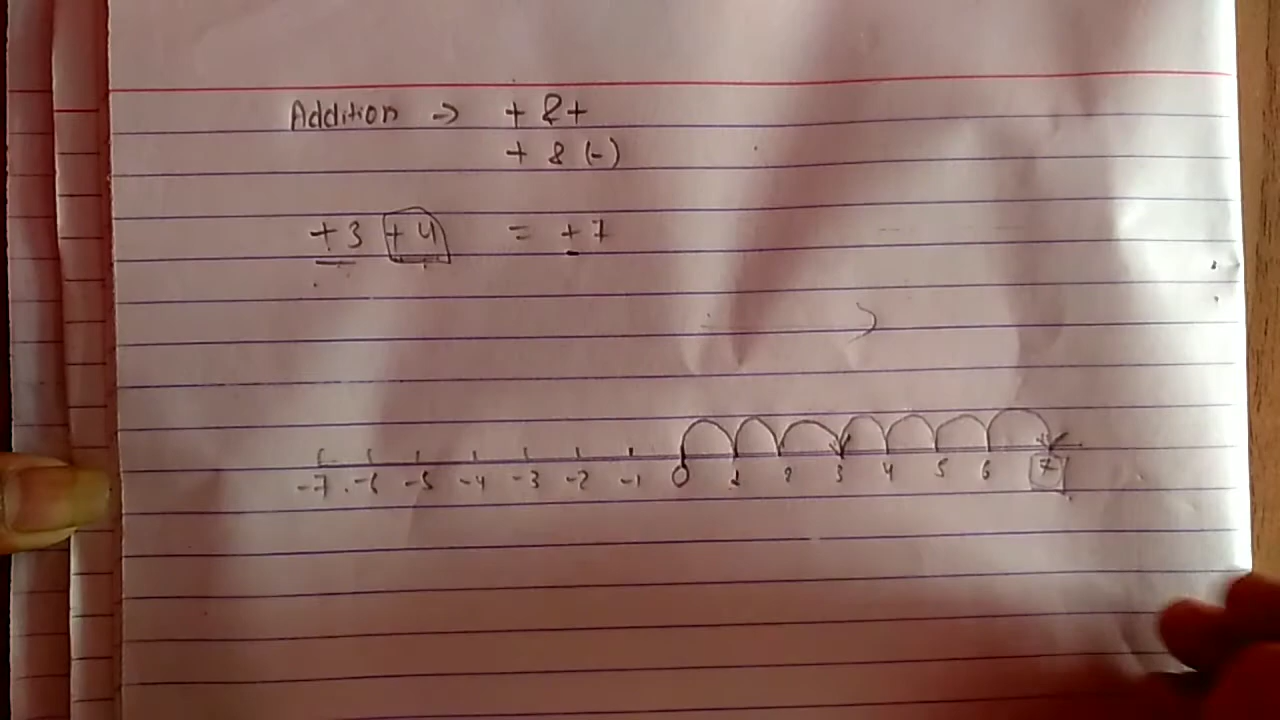 Addition → + & +
+ & (-)
+3 +4 = +7
-7 -6 -5 -4 -3 -2 -1 0 1 2 3 4 5 6 7